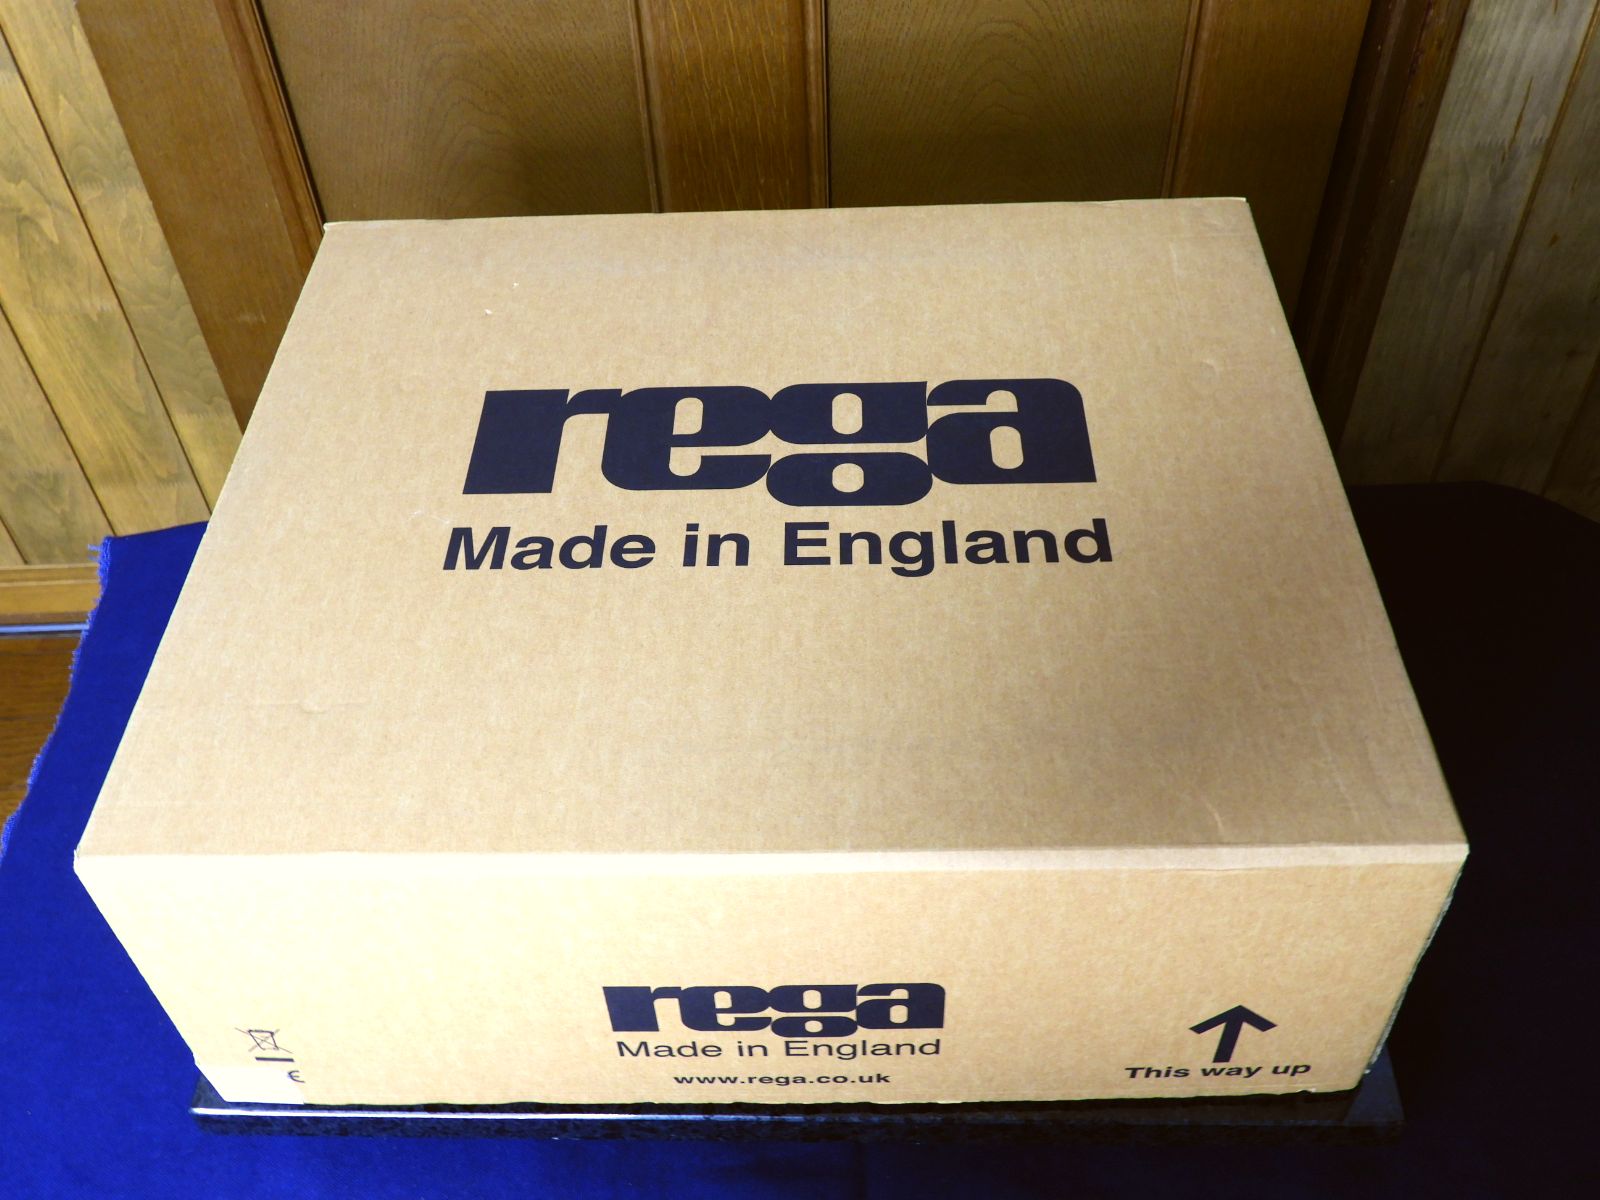 rega
Made in England
rega
Made in England
www.rega.co.uk
This way up